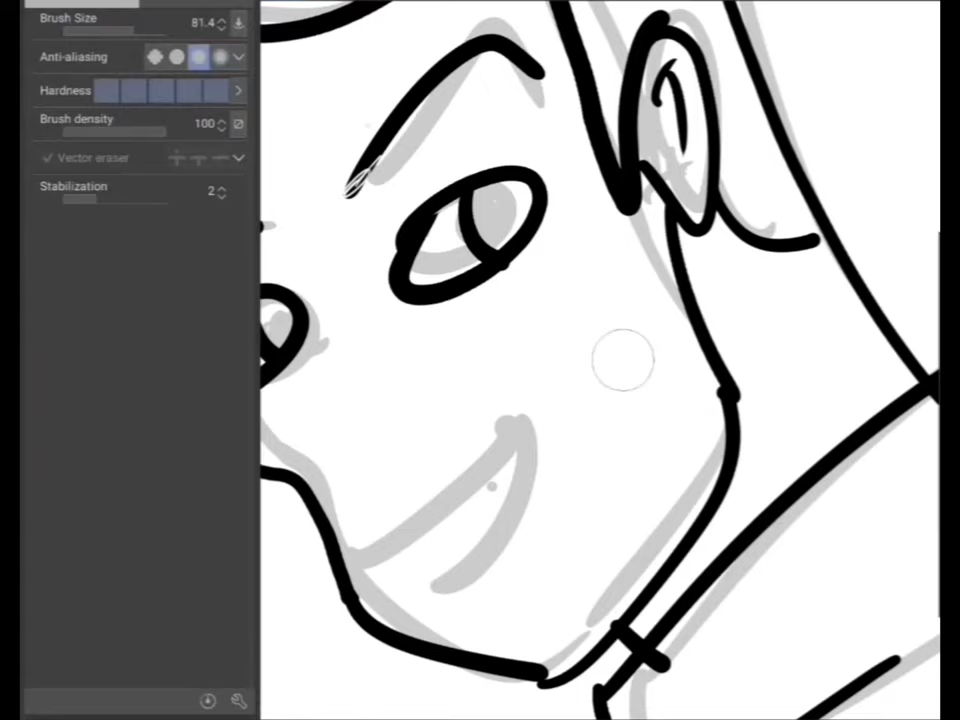 Brush Size 81.4
Anti-aliasing
Hardness
Brush density 100
Vector eraser
Stabilization 2